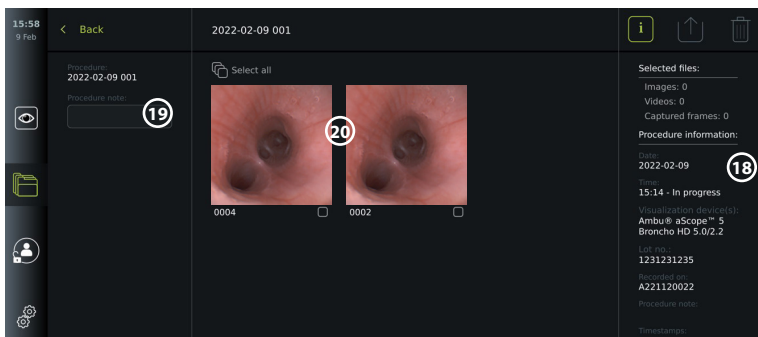 15:58
9 Feb
Back
2022-02-09 001
i
Procedure:
2022-02-09 001
Procedure note:
19
Select all
20
0004
0002
Selected files:
Images: 0
Videos: 0
Captured frames: 0
Procedure information:
18
Date:
2022-02-09
Time:
15:14 - In progress
Visualization device(s):
Ambu® aScope™ 5
Broncho HD 5.0/2.2
Lot no.:
1231231235
Recorded on:
A221120022
Procedure note:
Timestamps: